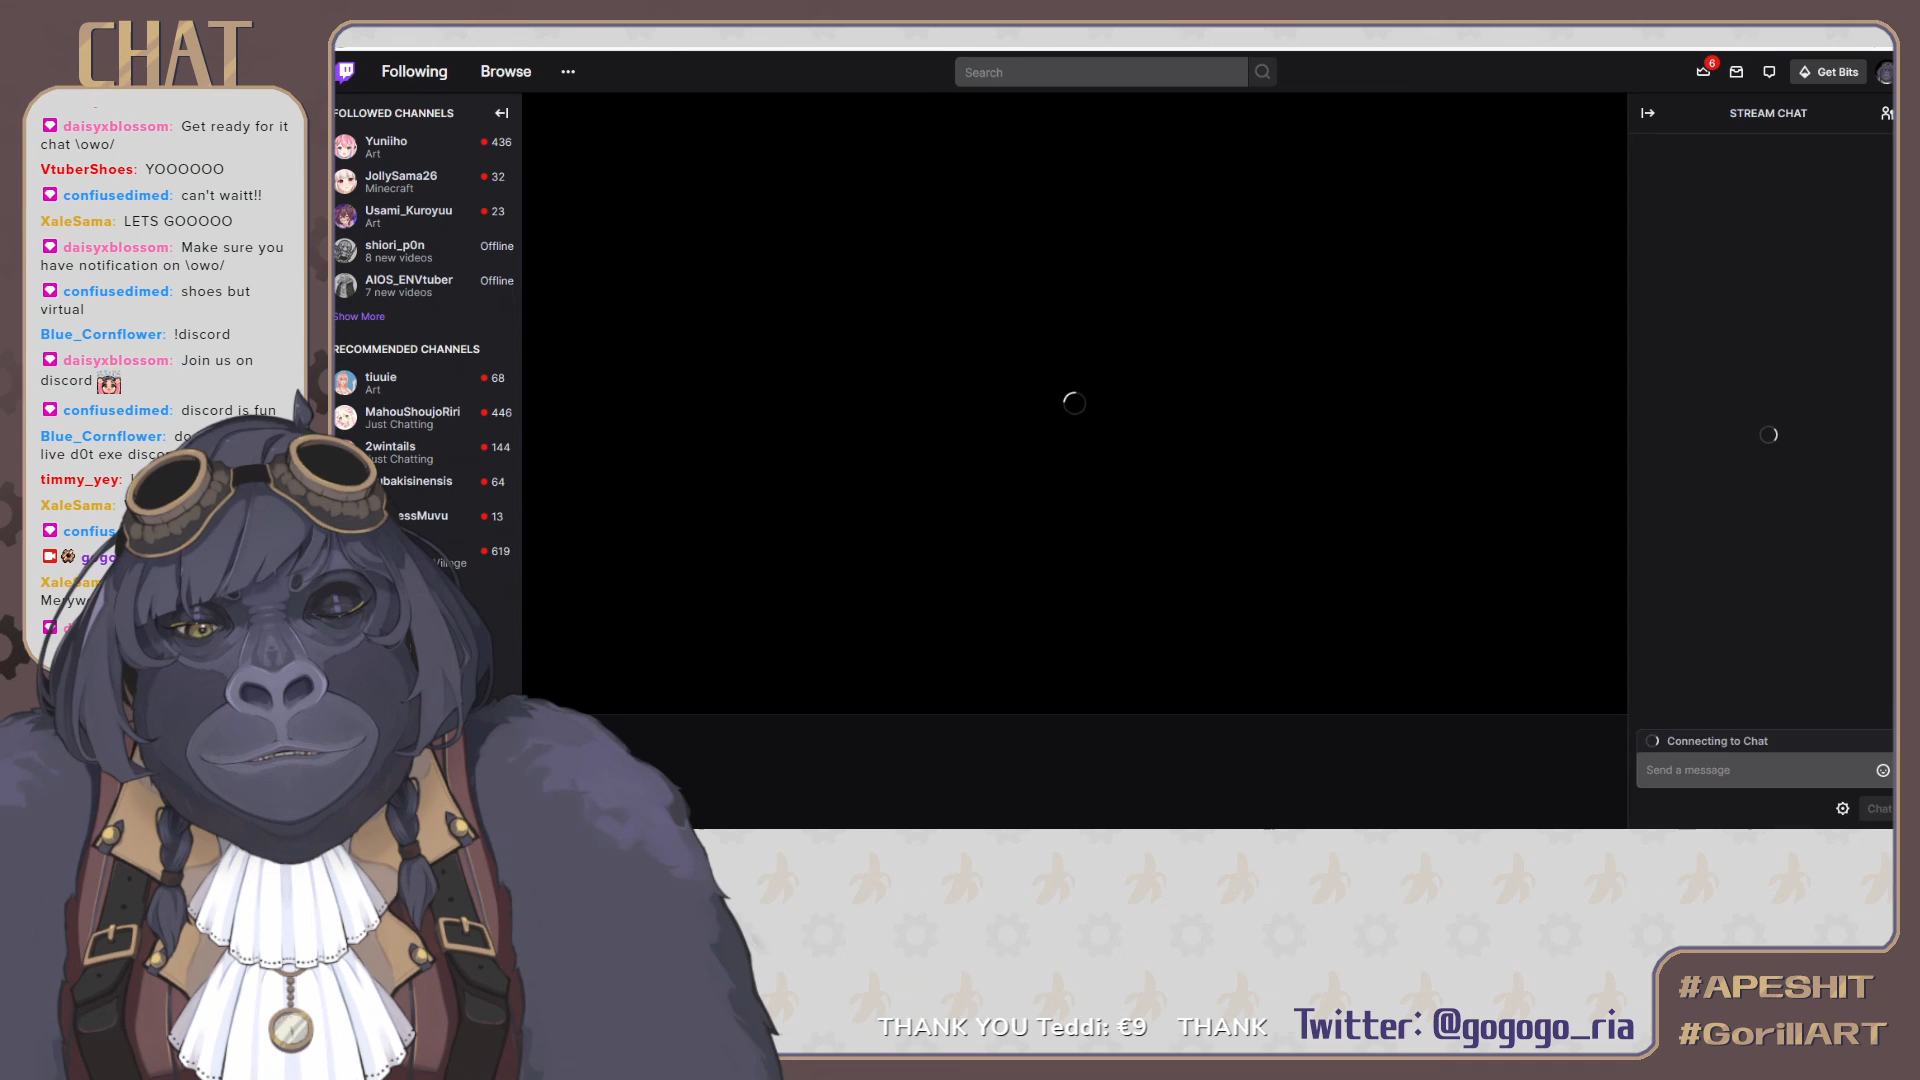 CHAT
daisyxblossom: Get ready for it
chat \owo/
VtuberShoes: YOOOOOO
confiusedimed: can't waitt!!
XaleSama: LETS GOOOOO
daisyxblossom: Make sure you
have notification on \owo/
confiusedimed: shoes but
virtual
Blue_Cornflower: !discord
daisyxblossom: Join us on
discord
confiusedimed: discord is fun
Blue_Cornflower:
live d0t exe
timmy_yey:
XaleSama:
Following
Browse
Search
6
Get Bits
FOLLOWED CHANNELS
Yuniiho
436
Art
JollySama26
32
Minecraft
Usami_Kuroyuu
23
Art
shiori_p0n
Offline
8 new videos
AIOS_ENVtuber
Offline
7 new videos
Show More
RECOMMENDED CHANNELS
tiuuie
68
Art
MahouShoujoRiri
446
Just Chatting
2wintails
144
Just Chatting
64
13
619
Village
STREAM CHAT
Connecting to Chat
Send a message
Chat
THANK YOU Teddi: €9 THANK
Twitter: @gogogo_ria
#APESHIT
#GorillART